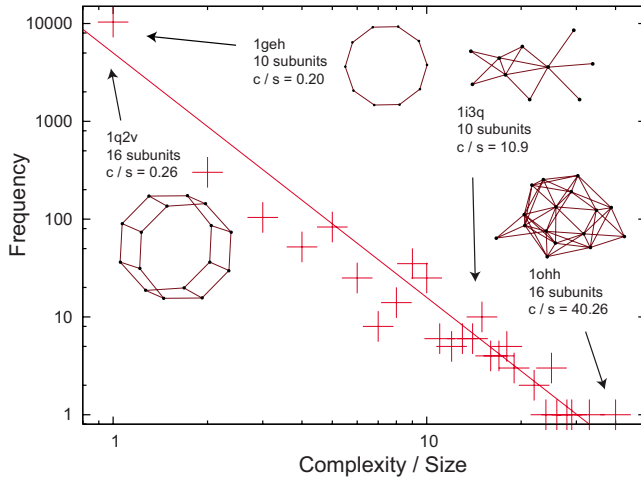 10000
1000
100
10
1
Frequency
1geh
10 subunits
c / s = 0.20
1i3q
10 subunits
c / s = 10.9
1q2v
16 subunits
c / s = 0.26
1ohh
16 subunits
c / s = 40.26
1
10
Complexity / Size